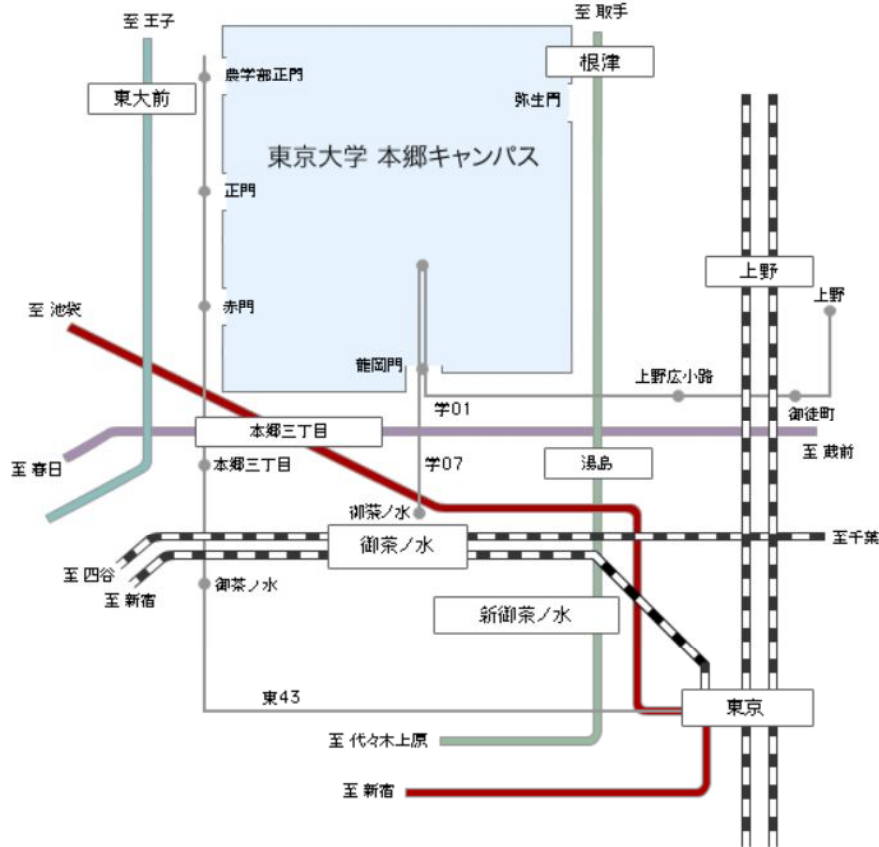 至 王子
至 取手
根津
農学部正門
東大前
弥生門
東京大学 本郷キャンパス
正門
上野
上野
至 池袋
赤門
龍岡門
上野広小路
御徒町
学01
本郷三丁目
至 蔵前
至 春日
本郷三丁目
学07
湯島
御茶ノ水
御茶ノ水
至千葉
至 四谷
至 新宿
御茶ノ水
新御茶ノ水
東43
東京
至 代々木上原
至 新宿